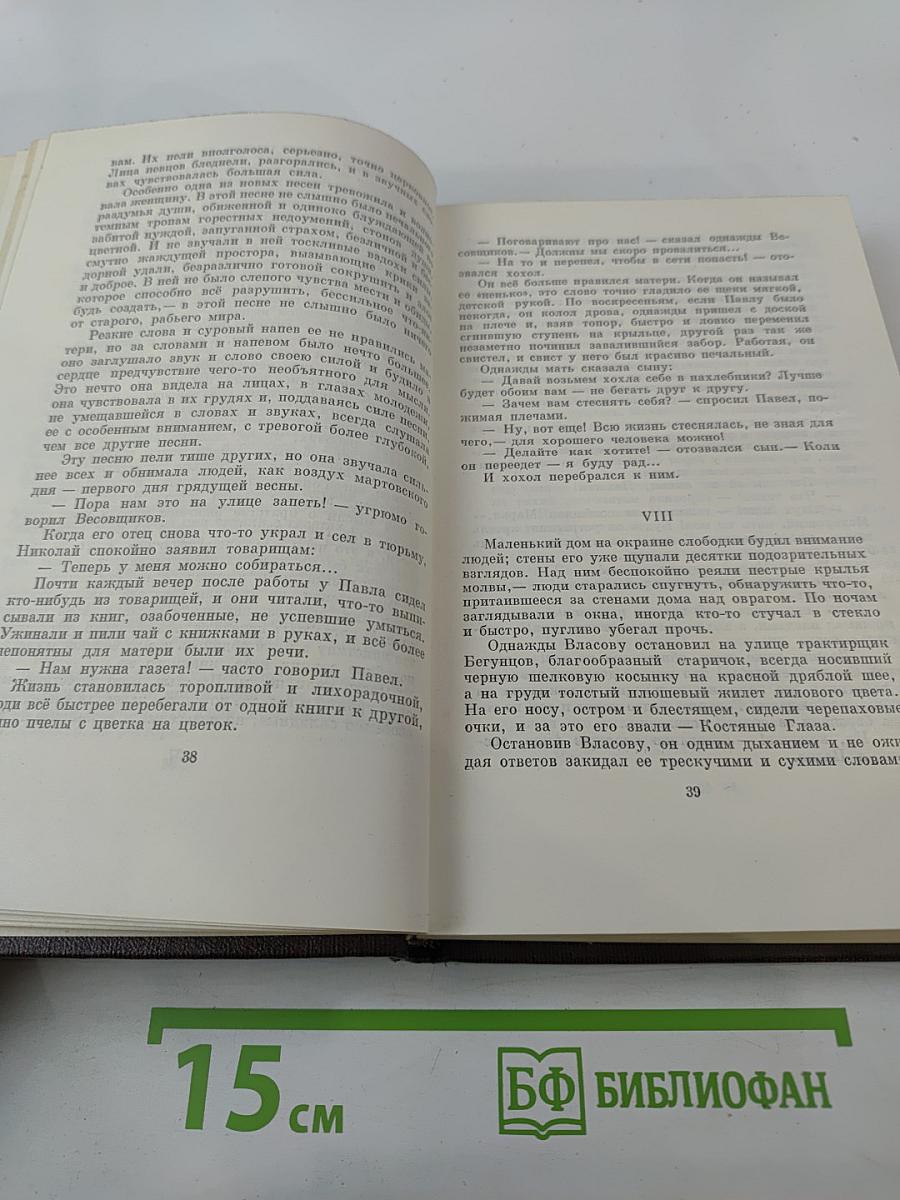 вам. Их пели вполголоса, серьезно, точно церковные.
Лица певцов бледнели, разгорались, и в звучных сло-
вах чувствовалась большая сила.
Особенно одна из новых песен тревожила и
вала женщину. В этой песне не слышно было печального
раздумья души, обиженной и одиноко блуждающей по
темным тропам горестных недоумений, стонов души,
забитой нуждой, запуганной страхом, безличной и
цветной. И не звучали в ней тоскливые вздохи
смутно жаждущей простора, вызывающие крики
дорной удали, безразлично готовой сокрушить и
и доброе. В ней не было слепого чувства мести и обиды,
которое способно всё разрушить, бессильное что-ни-
будь создать,— в этой песне не слышно было ничего
от старого, рабьего мира.
Резкие слова и суровый напев ее не нравились ма-
тери, но за словами и напевом было нечто большее,
оно заглушало звук и слово своею силой и будило в
сердце предчувствие чего-то необъятного для мысли.
Это нечто она видела на лицах, в глазах молодежи,
она чувствовала в их грудях и, поддаваясь силе песни,
не умещавшейся в словах и звуках, всегда слушала
ее с особенным вниманием, с тревогой более глубокой,
чем все другие песни.
Эту песню пели тише других, но она звучала силь-
нее всех и обнимала людей, как воздух мартовского
дня — первого дня грядущей весны.
— Пора нам это на улице запеть! — угрюмо го-
ворил Весовщиков.
Когда его отец снова что-то украл и сел в тюрьму,
Николай спокойно заявил товарищам:
— Теперь у меня можно собираться...
Почти каждый вечер после работы у Павла сидел
кто-нибудь из товарищей, и они читали, что-то выпи-
сывали из книг, озабоченные, не успевшие умыться.
Ужинали и пили чай с книжками в руках, и всё более
непонятны для матери были их речи.
— Нам нужна газета! — часто говорил Павел.
Жизнь становилась торопливой и лихорадочной,
юди всё быстрее перебегали от одной книги к другой,
но пчелы с цветка на цветок.
38
— Поговаривают про нас! — сказал однажды Ве-
совщиков.— Должны мы скоро провалиться...
— На то и перепел, чтобы в сети попасть! — ото-
звался хохол.
Он всё больше нравился матери. Когда он называл
ее «ненько», это слово точно гладило ее щеки мягкой,
детской рукой. По воскресеньям, если Павлу было
некогда, он колол дрова, однажды пришел с доской
на плече и, взяв топор, быстро и ловко переменил
сгнившую ступень на крыльце, другой раз так же
незаметно починил завалившийся забор. Работая, он
свистел, и свист у него был красиво печальный.
Однажды мать сказала сыну:
— Давай возьмем хохла себе в нахлебники? Лучше
будет обоим вам — не бегать друг к другу.
— Зачем вам стеснять себя? — спросил Павел, по-
жимая плечами.
— Ну, вот еще! Всю жизнь стеснялась, не зная для
чего,— для хорошего человека можно!
— Делайте как хотите! — отозвался сын.— Коли
он переедет — я буду рад...
И хохол перебрался к ним.
VIII
Маленький дом на окраине слободки будил внимание
людей; стены его уже щупали десятки подозрительных
взглядов. Над ним беспокойно реяли пестрые крылья
молвы,— люди старались спугнуть, обнаружить что-то,
притаившееся за стенами дома над оврагом. По ночам
заглядывали в окна, иногда кто-то стучал в стекло
и быстро, пугливо убегал прочь.
Однажды Власову остановил на улице трактирщик
Бегунцов, благообразный старичок, всегда носивший
черную шелковую косынку на красной дряблой шее,
а на груди толстый плюшевый жилет лилового цвета.
На его носу, остром и блестящем, сидели черепаховые
очки, и за это его звали — Костяные Глаза.
Остановив Власову, он одним дыханием и не ожи-
дая ответов закидал ее трескучими и сухими словами
39
15 см
БФ БИБЛИОФАН